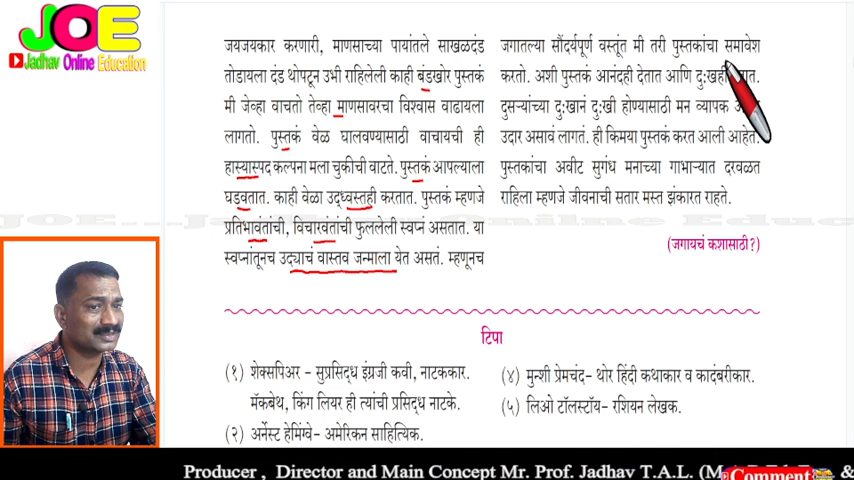 JOE
Jadhav Online Education
जयजयकार करणारी, माणसाच्या पायांतले साखळदंड
तोडायला दंड थोपटून उभी राहिलेली काही बंडखोर पुस्तकं
मी जेव्हा वाचतो तेव्हा माणसावरचा विश्वास वाढायला
लागतो. पुस्तकं वेळ घालवण्यासाठी वाचायची ही
हास्यास्पद कल्पना मला चुकीची वाटते. पुस्तकं आपल्याला
घडवतात. काही वेळा उद्ध्वस्तही करतात. पुस्तकं म्हणजे
प्रतिभावंतांची, विचारवंतांची फुललेली स्वप्नं असतात. या
स्वप्नांतूनच उद्याचं वास्तव जन्माला येत असतं. म्हणूनच
जगातल्या सौंदर्यपूर्ण वस्तूंत मी तरी पुस्तकांचा समावेश
करतो. अशी पुस्तकं आनंदही देतात आणि
दुसऱ्यांच्या दु:खानं दु:खी होण्यासाठी मन व्यापक
उदार असावं लागतं. ही किमया पुस्तकं करत आली आहेत.
पुस्तकांचा अवीट सुगंध मनाच्या गाभाऱ्यात दरवळत
राहिला म्हणजे जीवनाची सतार मस्त झंकारत राहते.
(जगायचं कशासाठी?)
टिपा
(१) शेक्सपिअर – सुप्रसिद्ध इंग्रजी कवी, नाटककार.
मॅकबेथ, किंग लियर ही त्यांची प्रसिद्ध नाटके.
(२) अर्नेस्ट हेमिंग्वे– अमेरिकन साहित्यिक.
(४) मुन्शी प्रेमचंद– थोर हिंदी कथाकार व कादंबरीकार.
(५) लिओ टॉलस्टॉय– रशियन लेखक.
Producer , Director and Main Concept Mr. Prof. Jadhav T.A.L.
Comment